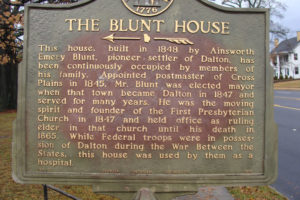 1776
THE BLUNT HOUSE
This house, built in 1848 by Ainsworth
Emery Blunt, pioneer settler of Dalton, has
been continuously occupied by members of
his family. Appointed postmaster of Cross
Plains in 1845, Mr. Blunt was elected mayor
when that town became Dalton in 1847 and
served for many years. He was the moving
spirit and founder of the First Presbyterian
Church in 1847 and held office as ruling
elder in that church until his death in
1865. While Federal troops were in posses-
sion of Dalton during the War Between the
States, this house was used by them as a
hospital.